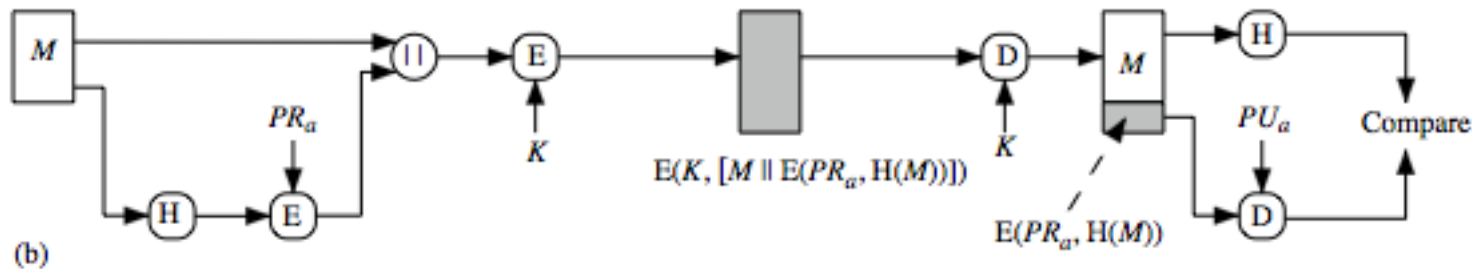 M
||
E
D
M
H
PR_a
K
K
PU_a
Compare
E(K, [M || E(PR_a, H(M))])
H
E
D
E(PR_a, H(M))
(b)